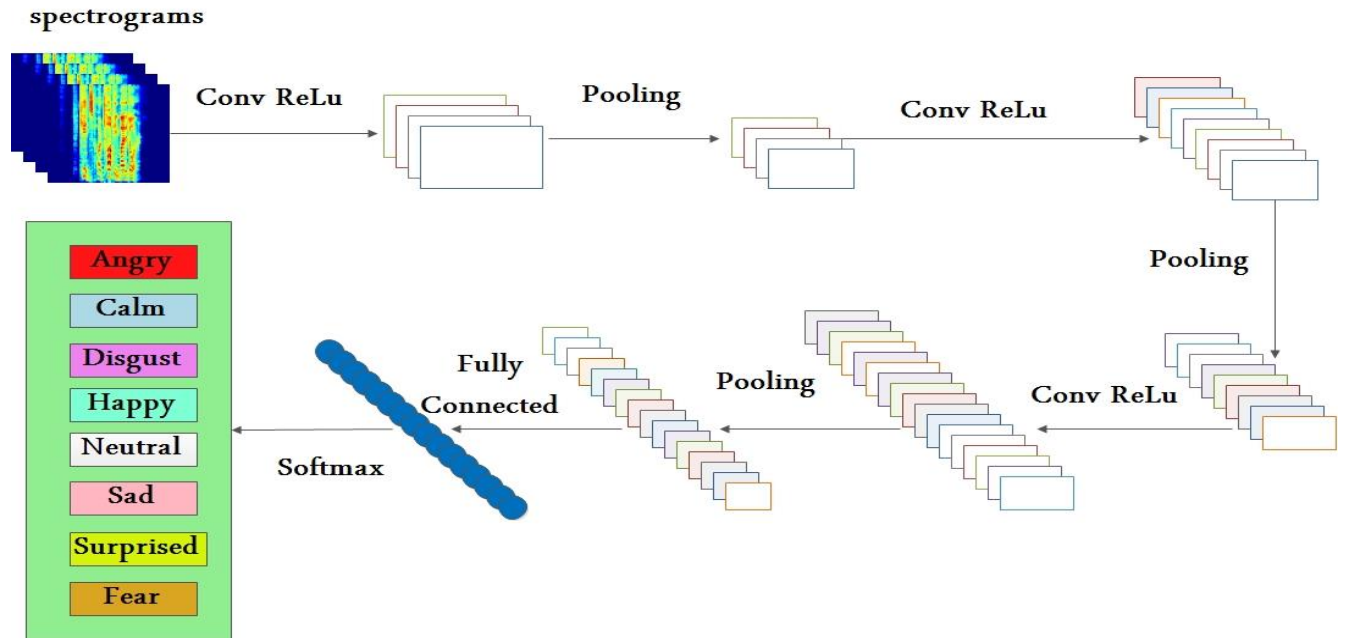 spectrograms
Conv ReLu
Pooling
Conv ReLu
Pooling
Conv ReLu
Pooling
Fully
Connected
Softmax
Angry
Calm
Disgust
Happy
Neutral
Sad
Surprised
Fear